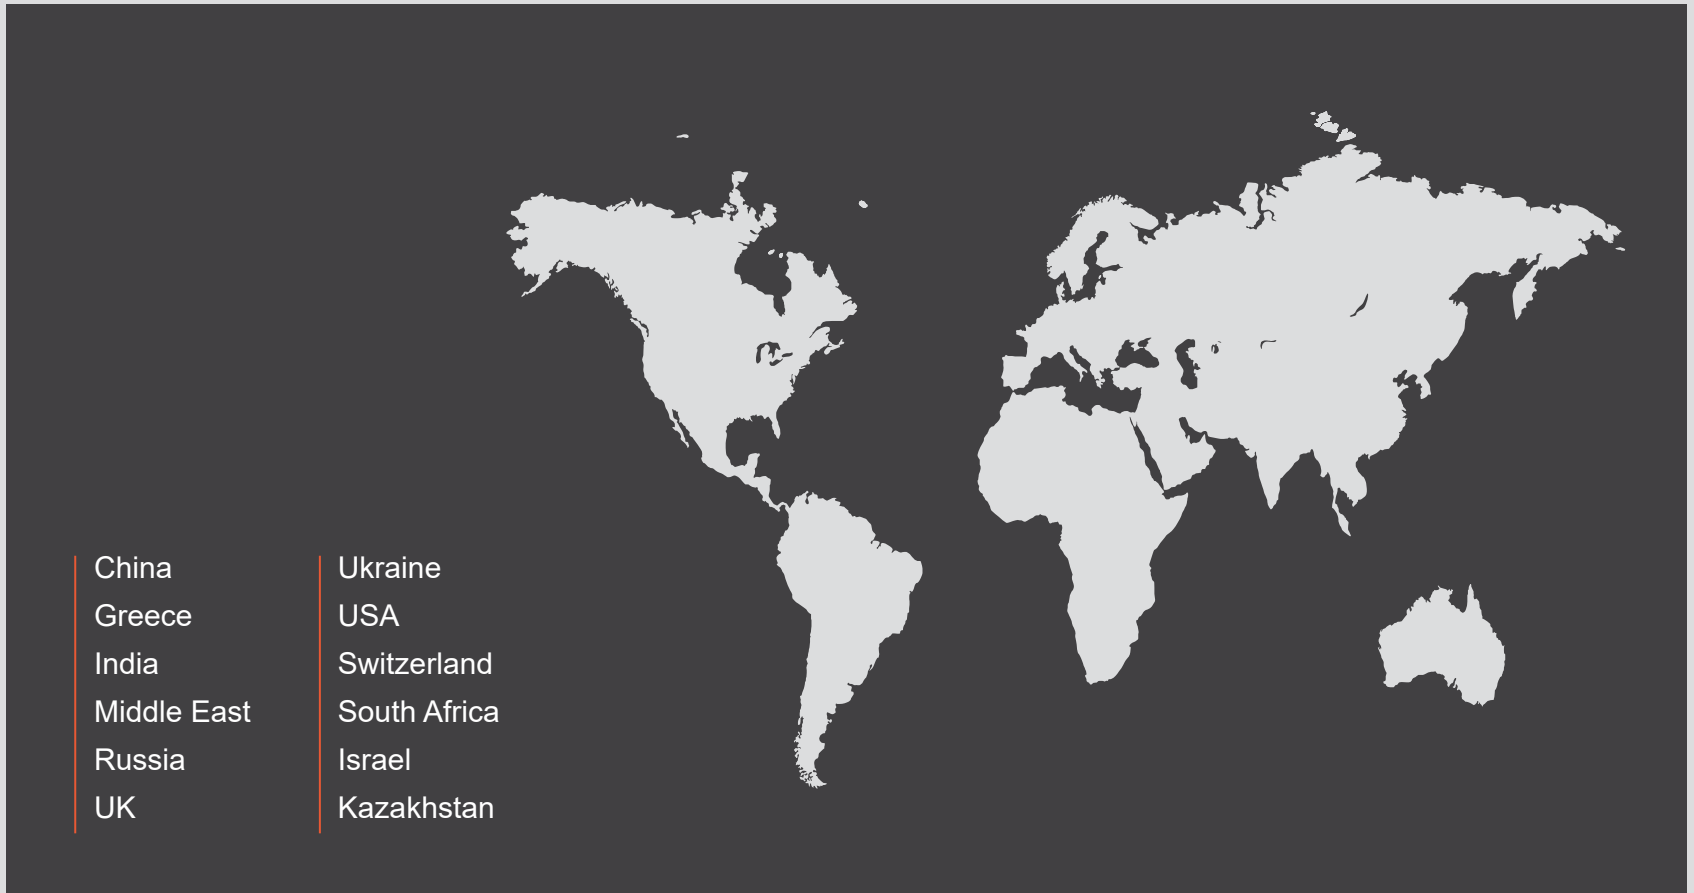 China
Greece
India
Middle East
Russia
UK
Ukraine
USA
Switzerland
South Africa
Israel
Kazakhstan